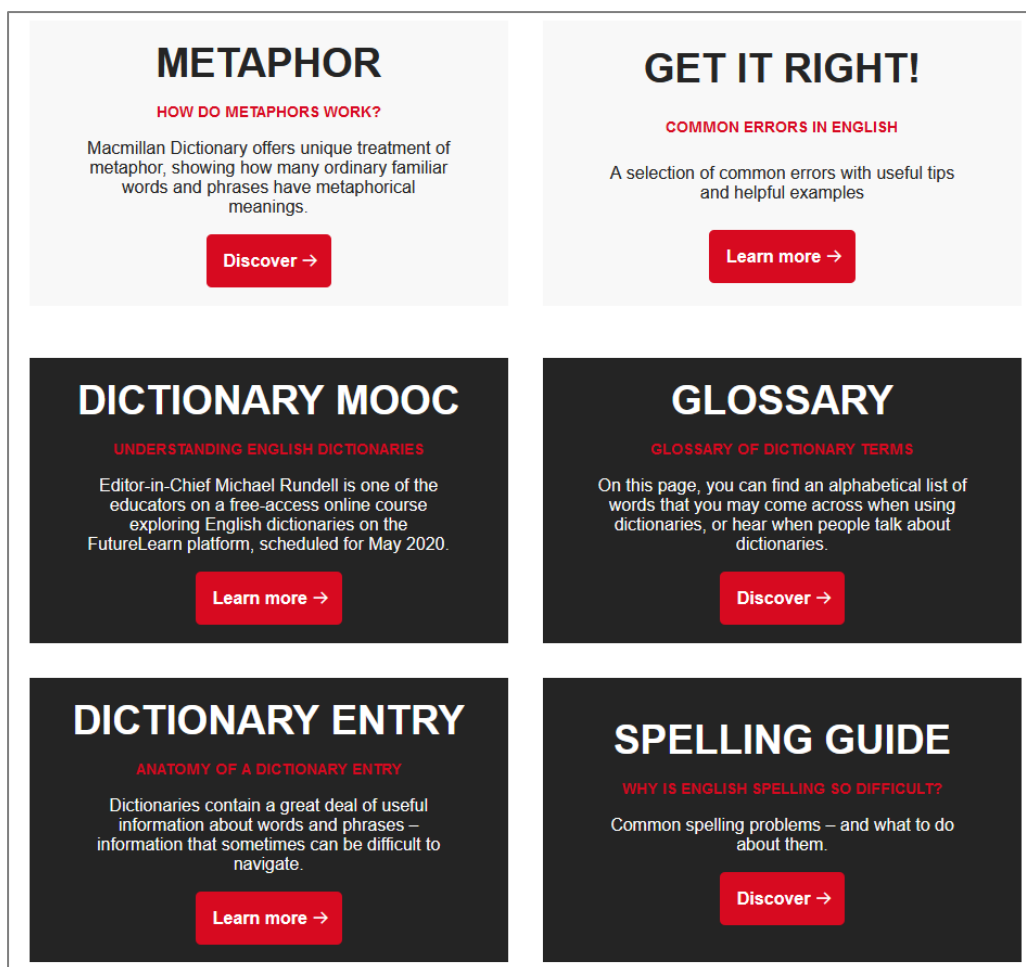 METAPHOR
HOW DO METAPHORS WORK?
Macmillan Dictionary offers unique treatment of
metaphor, showing how many ordinary familiar
words and phrases have metaphorical
meanings.
Discover →
GET IT RIGHT!
COMMON ERRORS IN ENGLISH
A selection of common errors with useful tips
and helpful examples
Learn more →
DICTIONARY MOOC
UNDERSTANDING ENGLISH DICTIONARIES
Editor-in-Chief Michael Rundell is one of the
educators on a free-access online course
exploring English dictionaries on the
FutureLearn platform, scheduled for May 2020.
Learn more →
GLOSSARY
GLOSSARY OF DICTIONARY TERMS
On this page, you can find an alphabetical list of
words that you may come across when using
dictionaries, or hear when people talk about
dictionaries.
Discover →
DICTIONARY ENTRY
ANATOMY OF A DICTIONARY ENTRY
Dictionaries contain a great deal of useful
information about words and phrases –
information that sometimes can be difficult to
navigate.
Learn more →
SPELLING GUIDE
WHY IS ENGLISH SPELLING SO DIFFICULT?
Common spelling problems – and what to do
about them.
Discover →